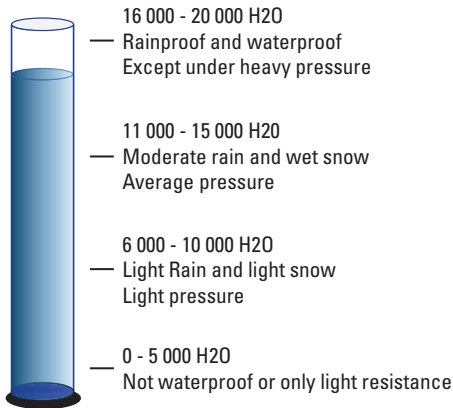 16 000 - 20 000 H2O
Rainproof and waterproof
Except under heavy pressure
11 000 - 15 000 H20
Moderate rain and wet snow
Average pressure
6 000 - 10 000 H2O
Light Rain and light snow
Light pressure
0 - 5 000 H2O
Not waterproof or only light resistance